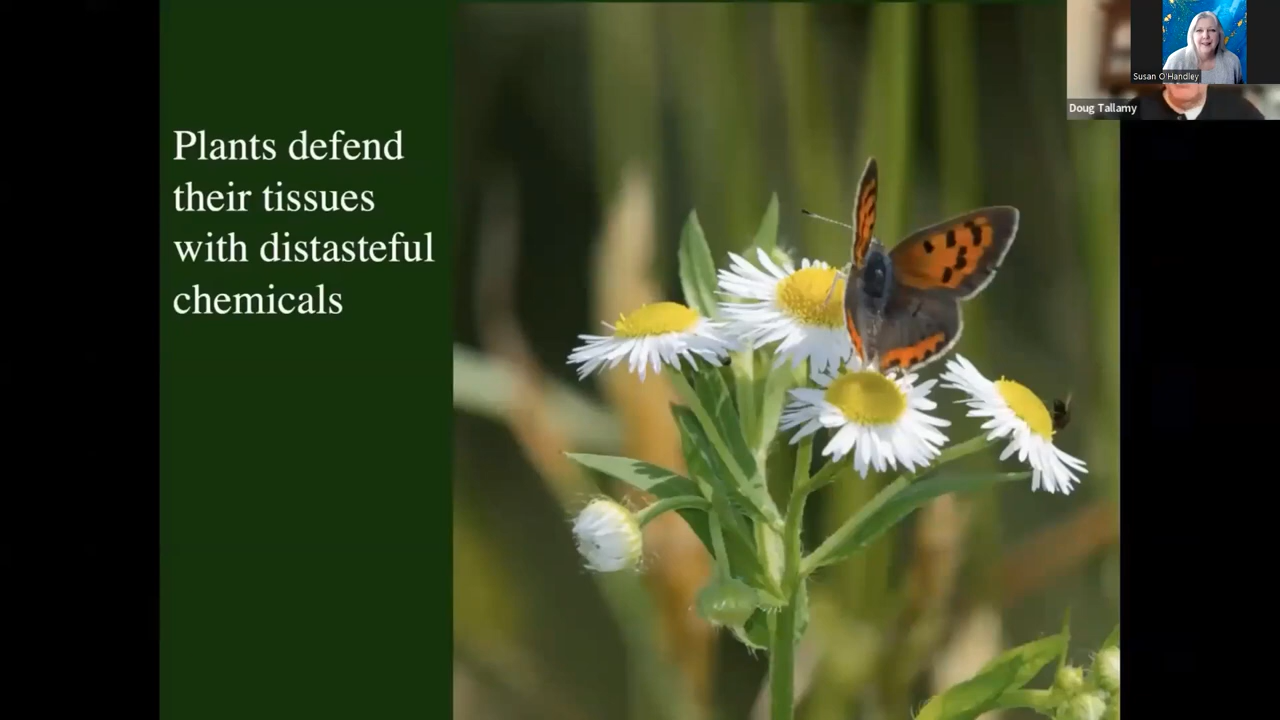 Plants defend
their tissues
with distasteful
chemicals
Susan O'Handley
Doug Tallamy